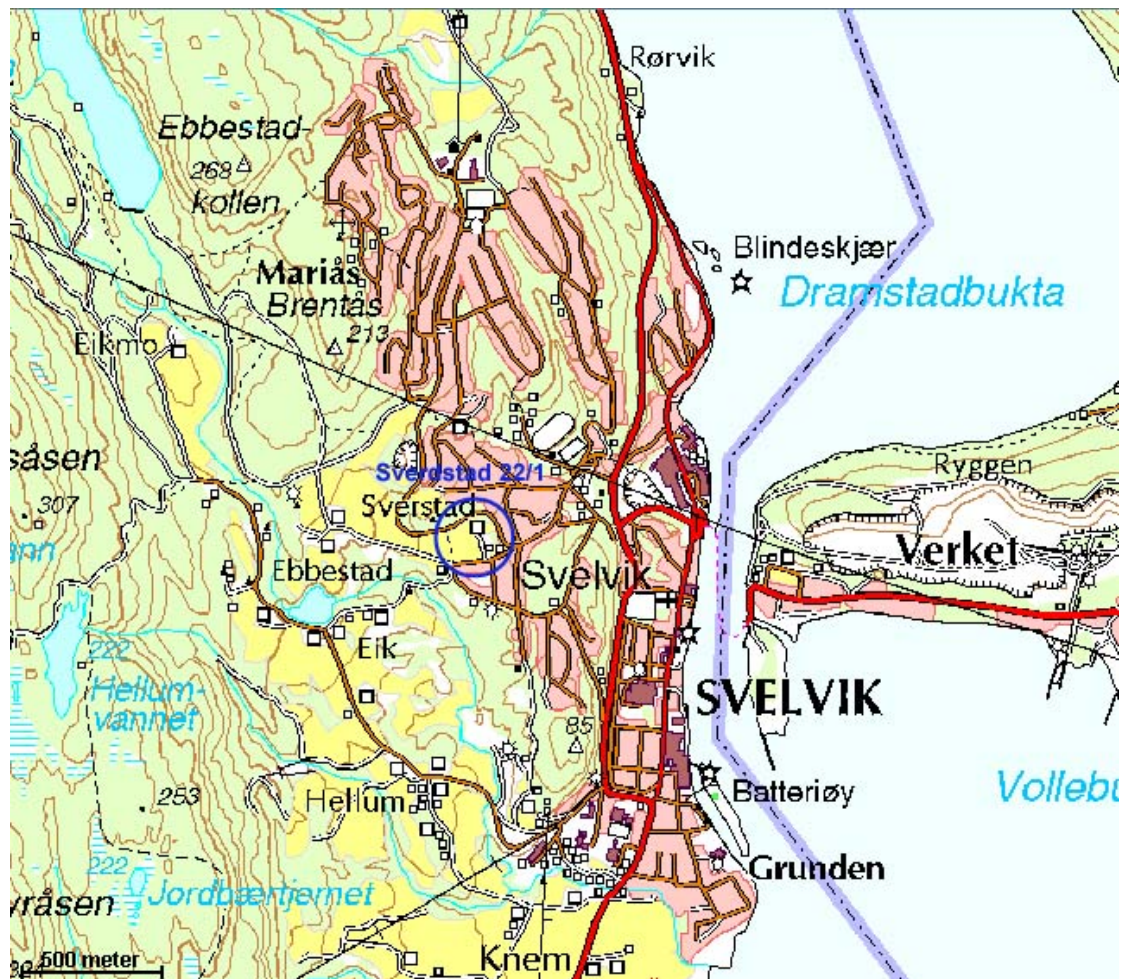 Rørvik
Ebbestad-
268
kollen
Blindeskjær
Mariås
Dramstadbukta
Brentås
213
Eikmo
såsen
Ryggen
Sverdstad 22/1
307
Sverstad
Verket
Ebbestad
Svelvik
222
Eik
Hellum-
vannet
SVELVIK
85
253
Hellum
Batteriøy
Vollebu
222
Jordbærtjernet
Grunden
yråsen
500 meter
Knem